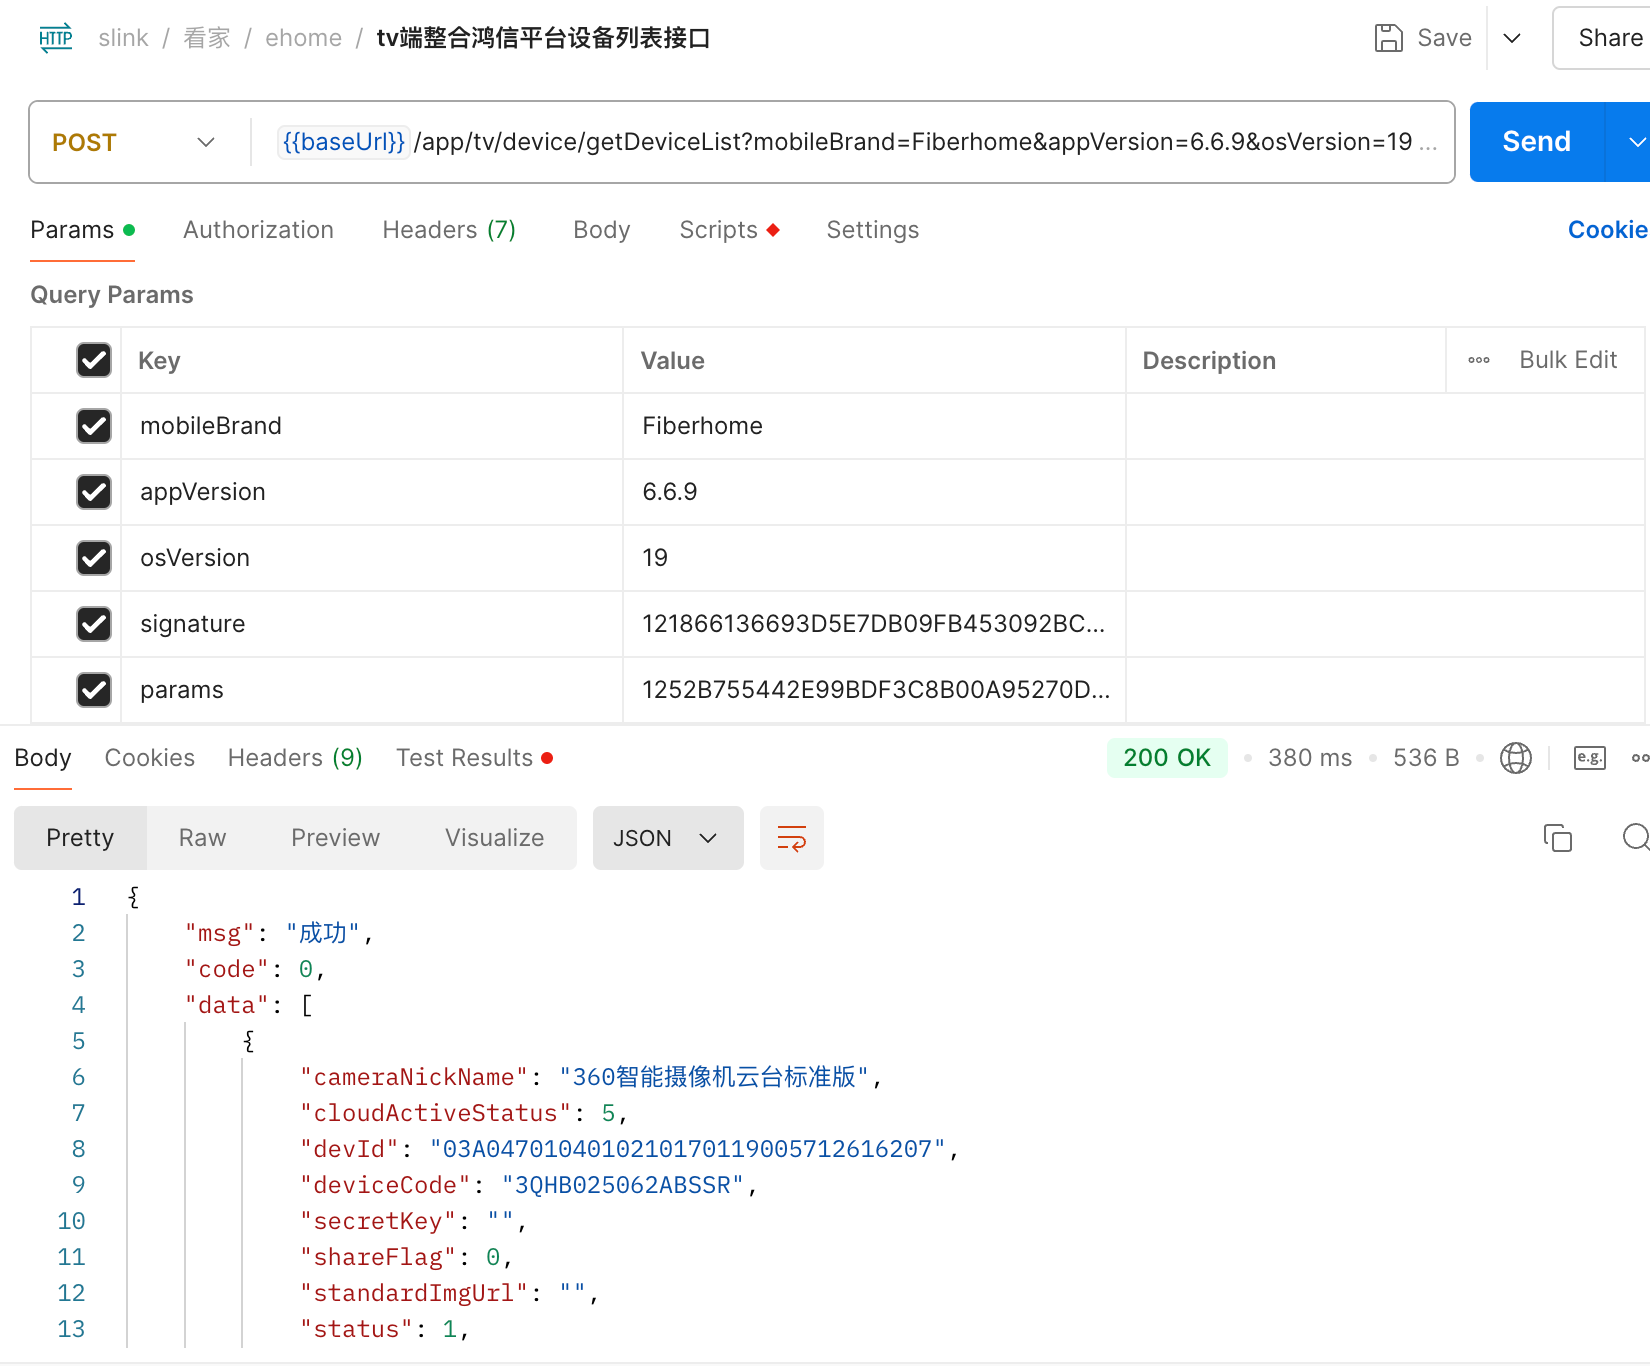 HTTP slink / 看家 / ehome / tv端整合鸿信平台设备列表接口 Save Share
POST {{baseUrl}} /app/tv/device/getDeviceList?mobileBrand=Fiberhome&appVersion=6.6.9&osVersion=19 ... Send
Params Authorization Headers (7) Body Scripts Settings Cookie
Query Params
Key Value Description Bulk Edit
mobileBrand Fiberhome
appVersion 6.6.9
osVersion 19
signature 121866136693D5E7DB09FB453092BC...
params 1252B755442E99BDF3C8B00A95270D...
Body Cookies Headers (9) Test Results 200 OK 380 ms 536 B e.g.
Pretty Raw Preview Visualize JSON
1 {
2 "msg": "成功",
3 "code": 0,
4 "data": [
5 {
6 "cameraNickName": "360智能摄像机云台标准版",
7 "cloudActiveStatus": 5,
8 "devId": "03A04701040102101701190057126​16207",
9 "deviceCode": "3QHB025062ABSSR",
10 "secretKey": "",
11 "shareFlag": 0,
12 "standardImgUrl": "",
13 "status": 1,